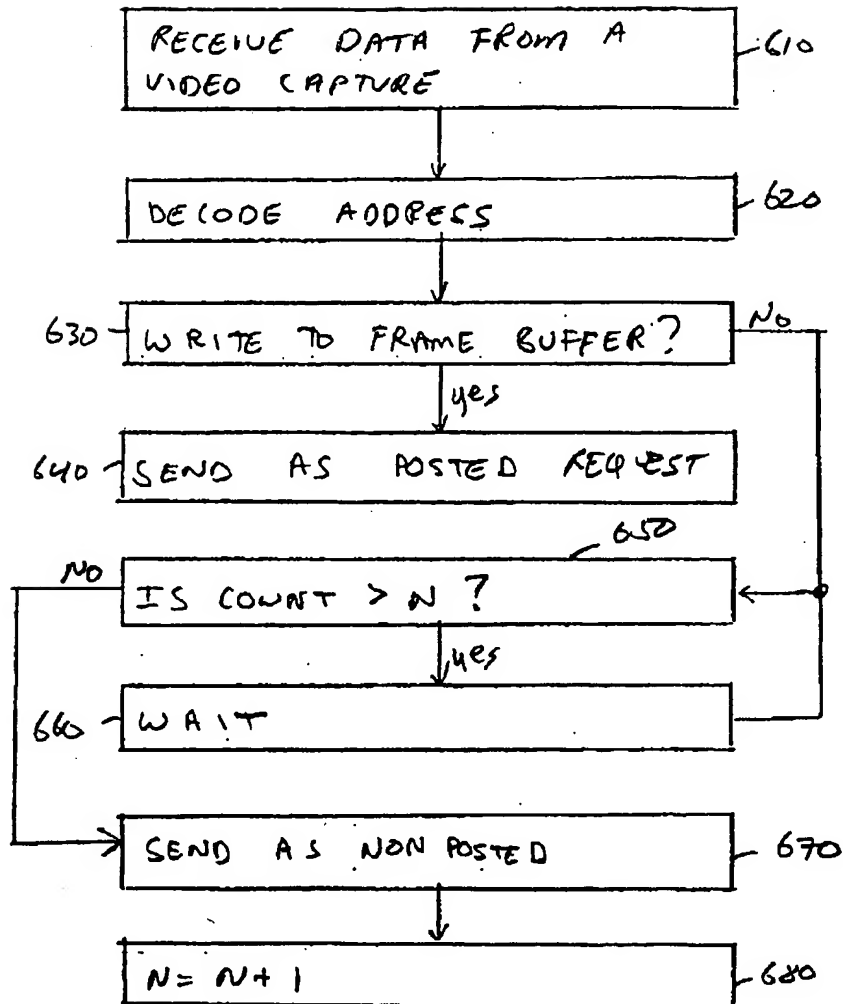 RECEIVE DATA FROM A
VIDEO CAPTURE
610
DECODE ADDRESS
620
630
WRITE TO FRAME BUFFER?
NO
yes
640
SEND AS POSTED REQUEST
650
NO
IS COUNT > N ?
yes
660
WAIT
SEND AS NON POSTED
670
N = N + 1
680